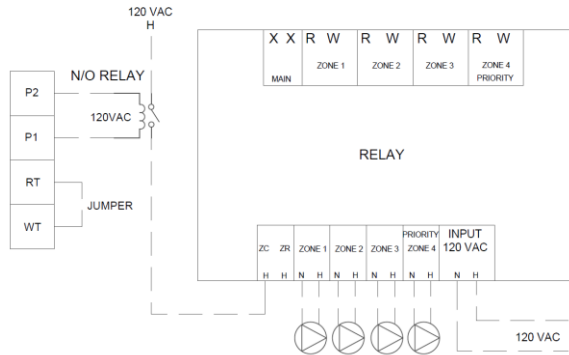 120 VAC
H
N/O RELAY
120VAC
P2
P1
RT
WT
JUMPER
X X R W R W R W R W
MAIN ZONE 1 ZONE 2 ZONE 3 ZONE 4
PRIORITY
RELAY
ZC ZR ZONE 1 ZONE 2 ZONE 3 PRIORITY ZONE 4 INPUT 120 VAC
H H N H N H N H N H N H
120 VAC